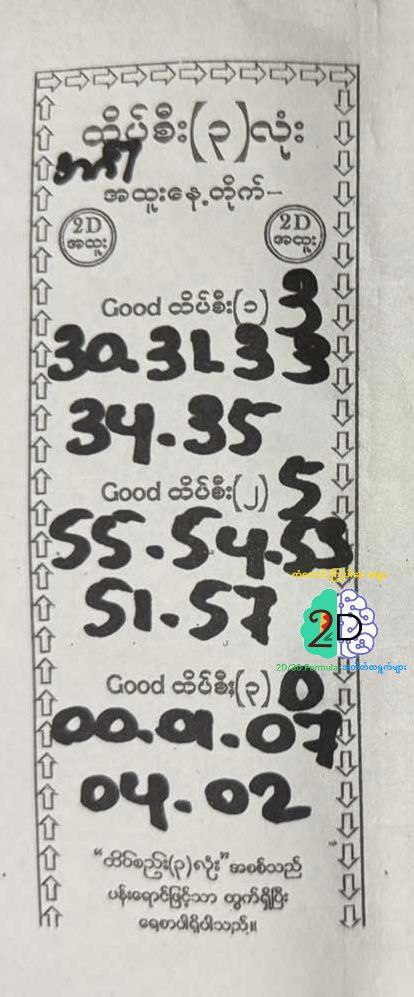 ထိပ်စီး(၃)လုံး
အထူးနေ့တိုက်–
2D
အထူး
2D
အထူး
Good ထိပ်စီး(၁) 3
30.31.33
34.35
Good ထိပ်စီး(၂) 5
55.54.53
51.57
2D
2D/3D Formula
Good ထိပ်စီး(၃) 0
00.01.07
04.02
“ထိပ်စည်း(၃)လုံး” အစစ်သည်
ပန်းရောင်ဖြင့်သာ ထွက်ရှိပြီး
ရေစာပါရှိပါသည်။